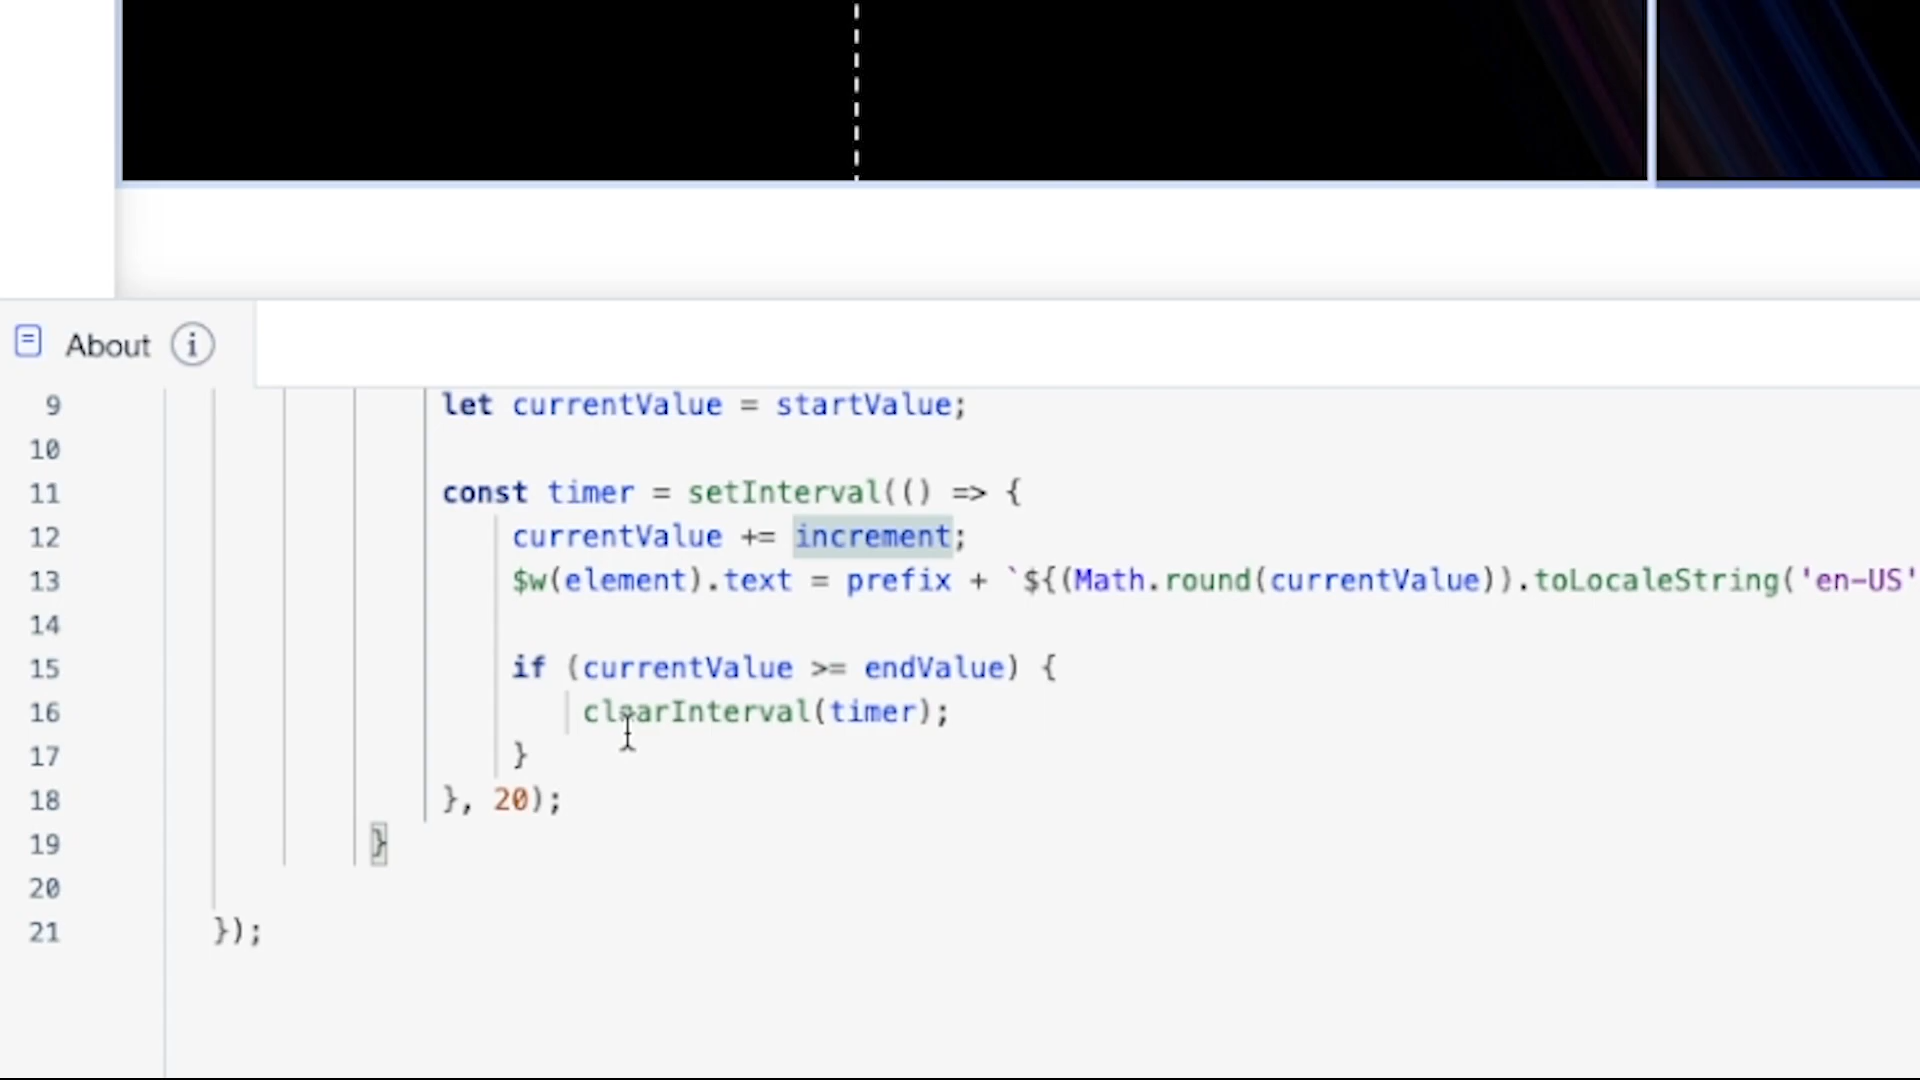 About
9 let currentValue = startValue;
10
11 const timer = setInterval(() => {
12 currentValue += increment;
13 $w(element).text = prefix + `${(Math.round(currentValue)).toLocaleString('en-US'
14
15 if (currentValue >= endValue) {
16 clearInterval(timer);
17 }
18 }, 20);
19 }
20
21 });